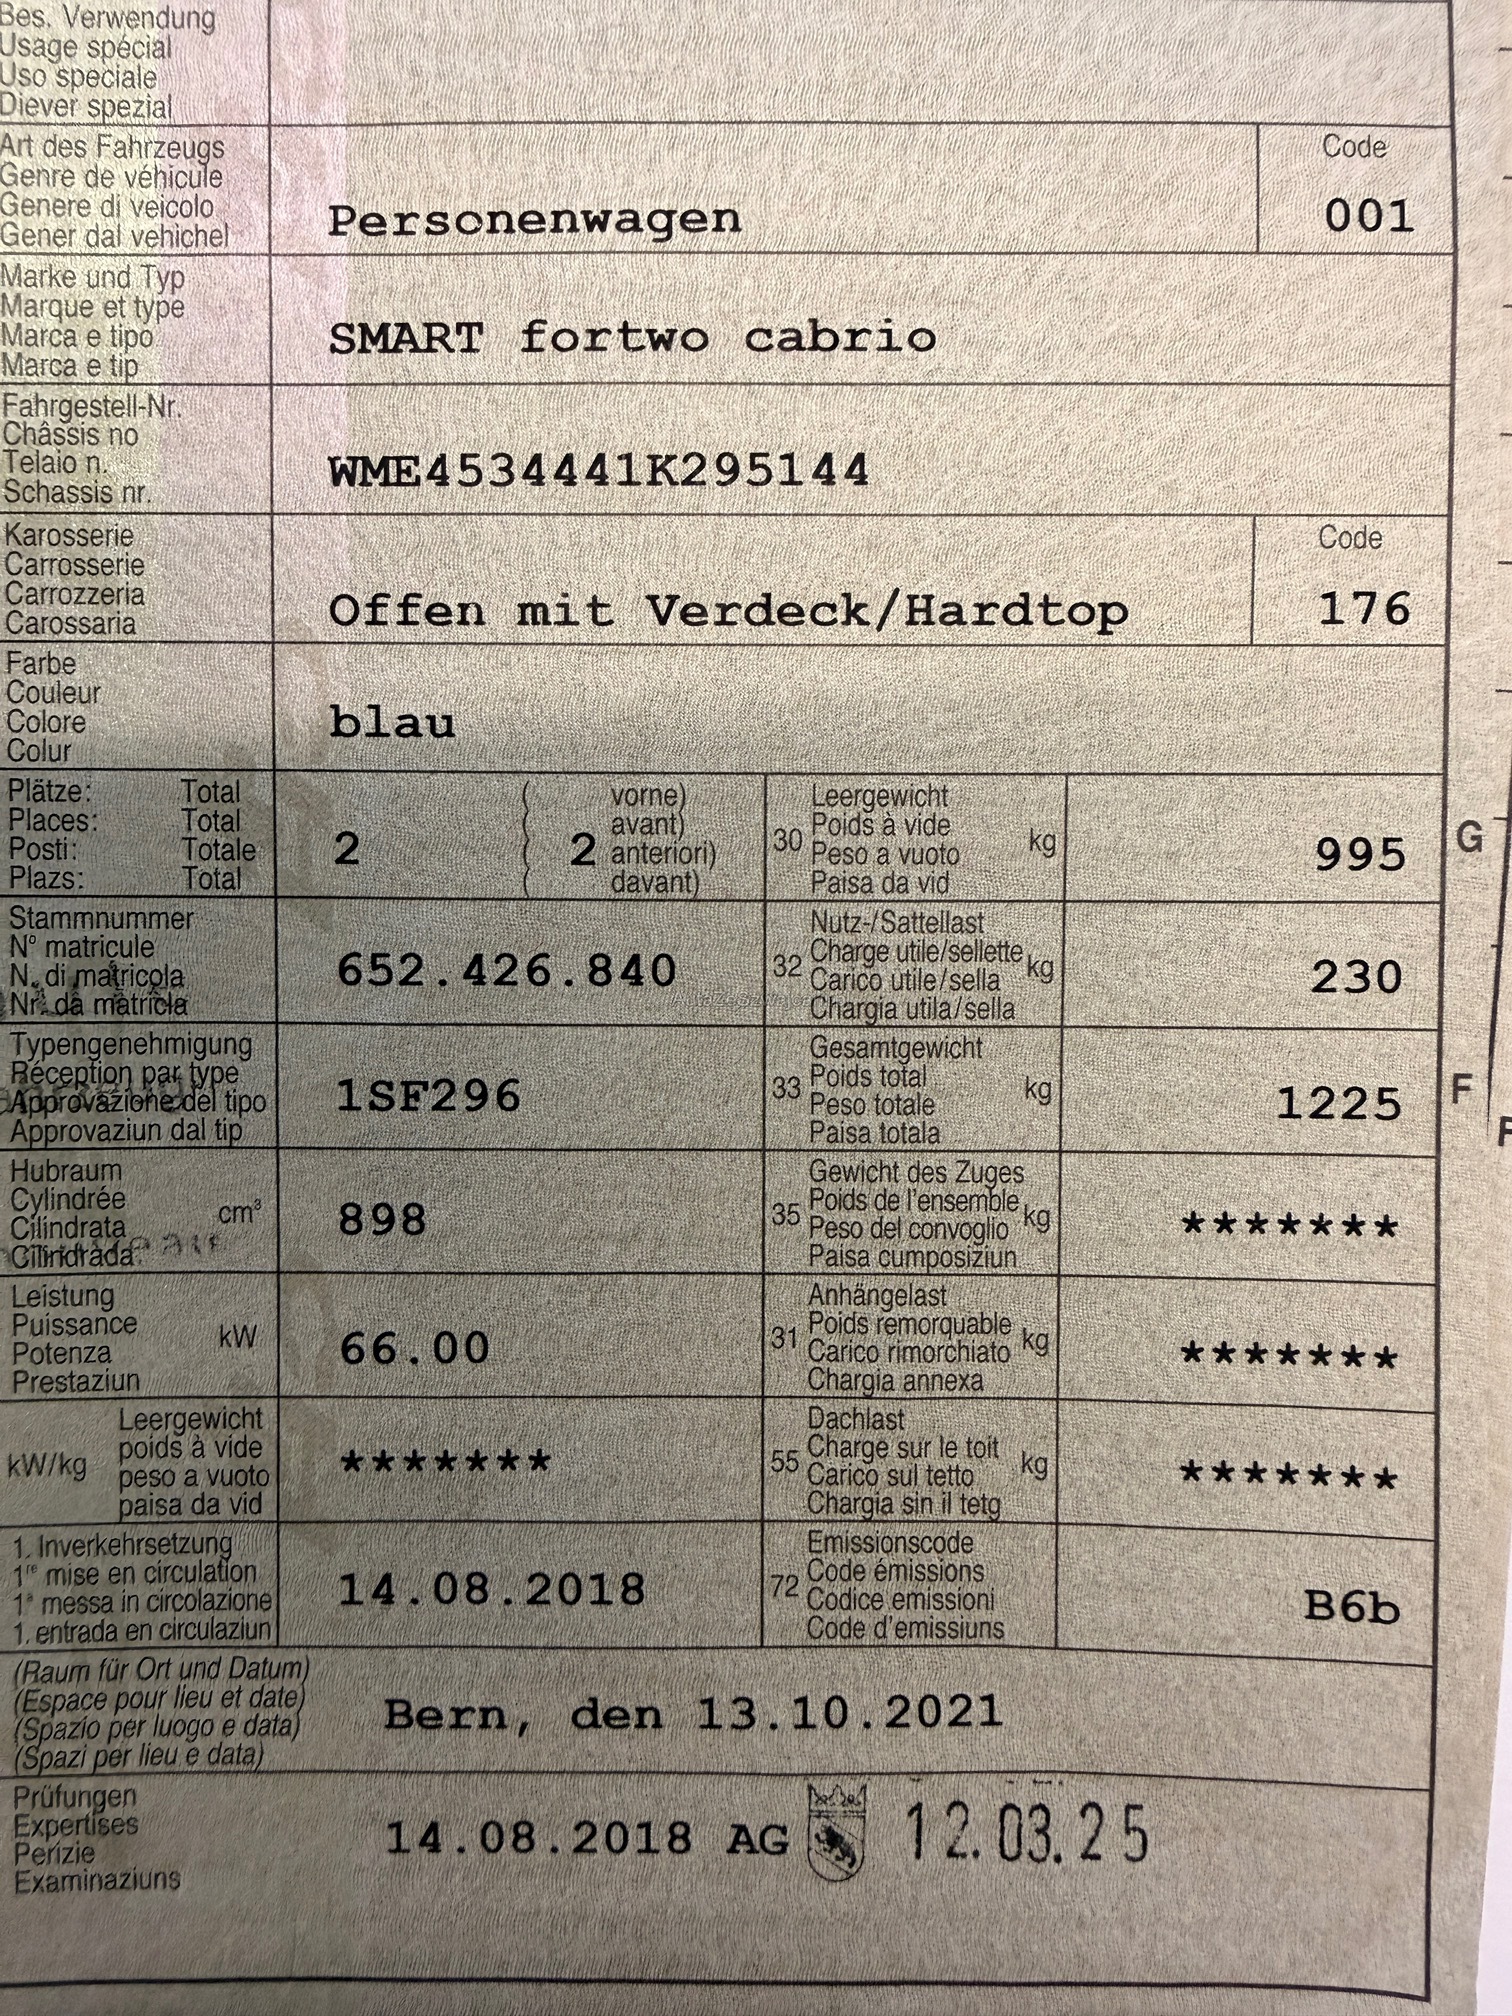 Bes. Verwendung
Usage spécial
Uso speciale
Diever spezial
Art des Fahrzeugs
Genre de véhicule
Genere di veicolo
Gener dal vehichel
Personenwagen
Code
001
Marke und Typ
Marque et type
Marca e tipo
Marca e tip
SMART fortwo cabrio
Fahrgestell-Nr.
Châssis no
Telaio n.
Schassis nr.
WME4534441K295144
Karosserie
Carrosserie
Carrozzeria
Carossaria
Offen mit Verdeck/Hardtop
Code
176
Farbe
Couleur
Colore
Colur
blau
Plätze: Total
Places: Total
Posti: Totale
Plazs: Total
2
( vorne)
( avant)
( 2 anteriori)
( davant)
30
Leergewicht
Poids à vide
Peso a vuoto
Paisa da vid
kg
995
G
Stammnummer
N° matricule
N. di matricola
Nr. da matricla
652.426.840
32
Nutz-/Sattellast
Charge utile/sellette
Carico utile/sella
Chargia utila/sella
kg
230
Typengenehmigung
Réception par type
Approvazione del tipo
Approvaziun dal tip
1SF296
33
Gesamtgewicht
Poids total
Peso totale
Paisa totala
kg
1225
F
Hubraum
Cylindrée
Cilindrata
Cilindrada
cm³
898
35
Gewicht des Zuges
Poids de l'ensemble
Peso del convoglio
Paisa cumposiziun
kg
*******
Leistung
Puissance
Potenza
Prestaziun
kW
66.00
31
Anhängelast
Poids remorquable
Carico rimorchiato
Chargia annexa
kg
*******
kW/kg
Leergewicht
poids à vide
peso a vuoto
paisa da vid
*******
55
Dachlast
Charge sur le toit
Carico sul tetto
Chargia sin il tetg
kg
*******
1. Inverkehrsetzung
1re mise en circulation
1a messa in circolazione
1. entrada en circulaziun
14.08.2018
72
Emissionscode
Code émissions
Codice emissioni
Code d'emissiuns
B6b
(Raum für Ort und Datum)
(Espace pour lieu et date)
(Spazio per luogo e data)
(Spazi per lieu e data)
Bern, den 13.10.2021
Prüfungen
Expertises
Perizie
Examinaziuns
14.08.2018 AG
12.03.25